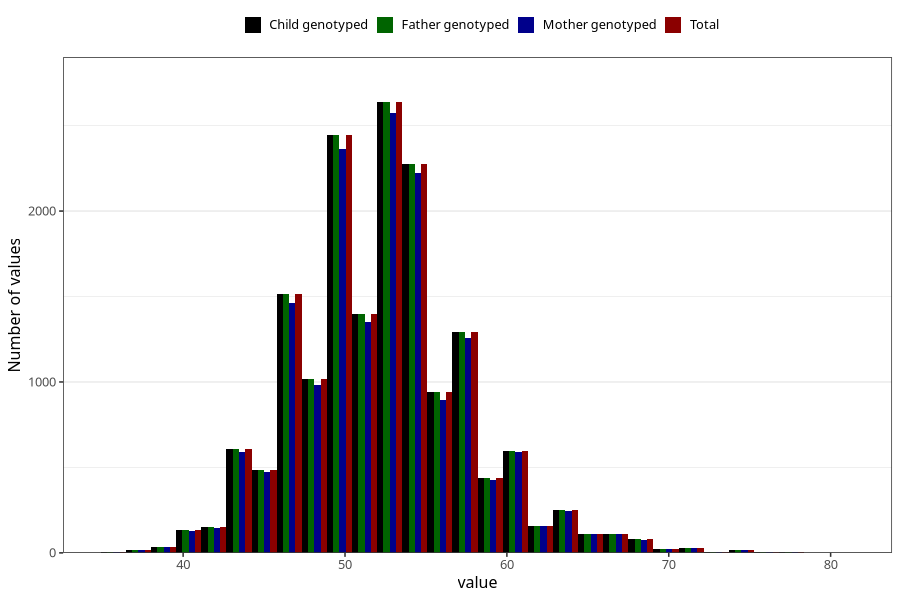 Child genotyped Father genotyped Mother genotyped Total
Number of values
2000
1000
0
40 50 60 70 80
value